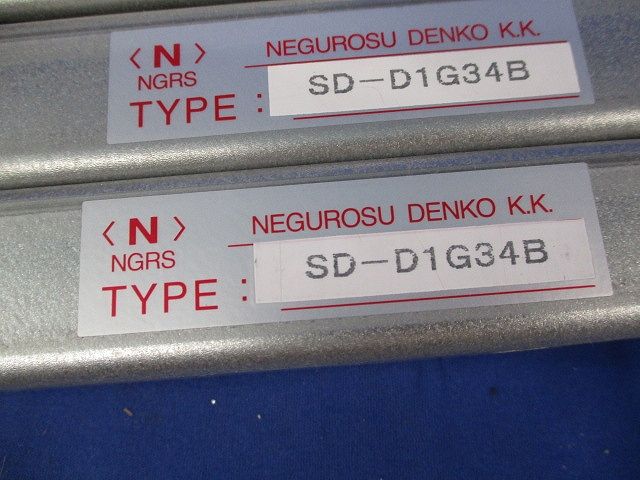 〈N〉 NEGUROSU DENKO K.K.
NGRS
TYPE : SD-D1G34B
〈N〉 NEGUROSU DENKO K.K.
NGRS
TYPE : SD-D1G34B